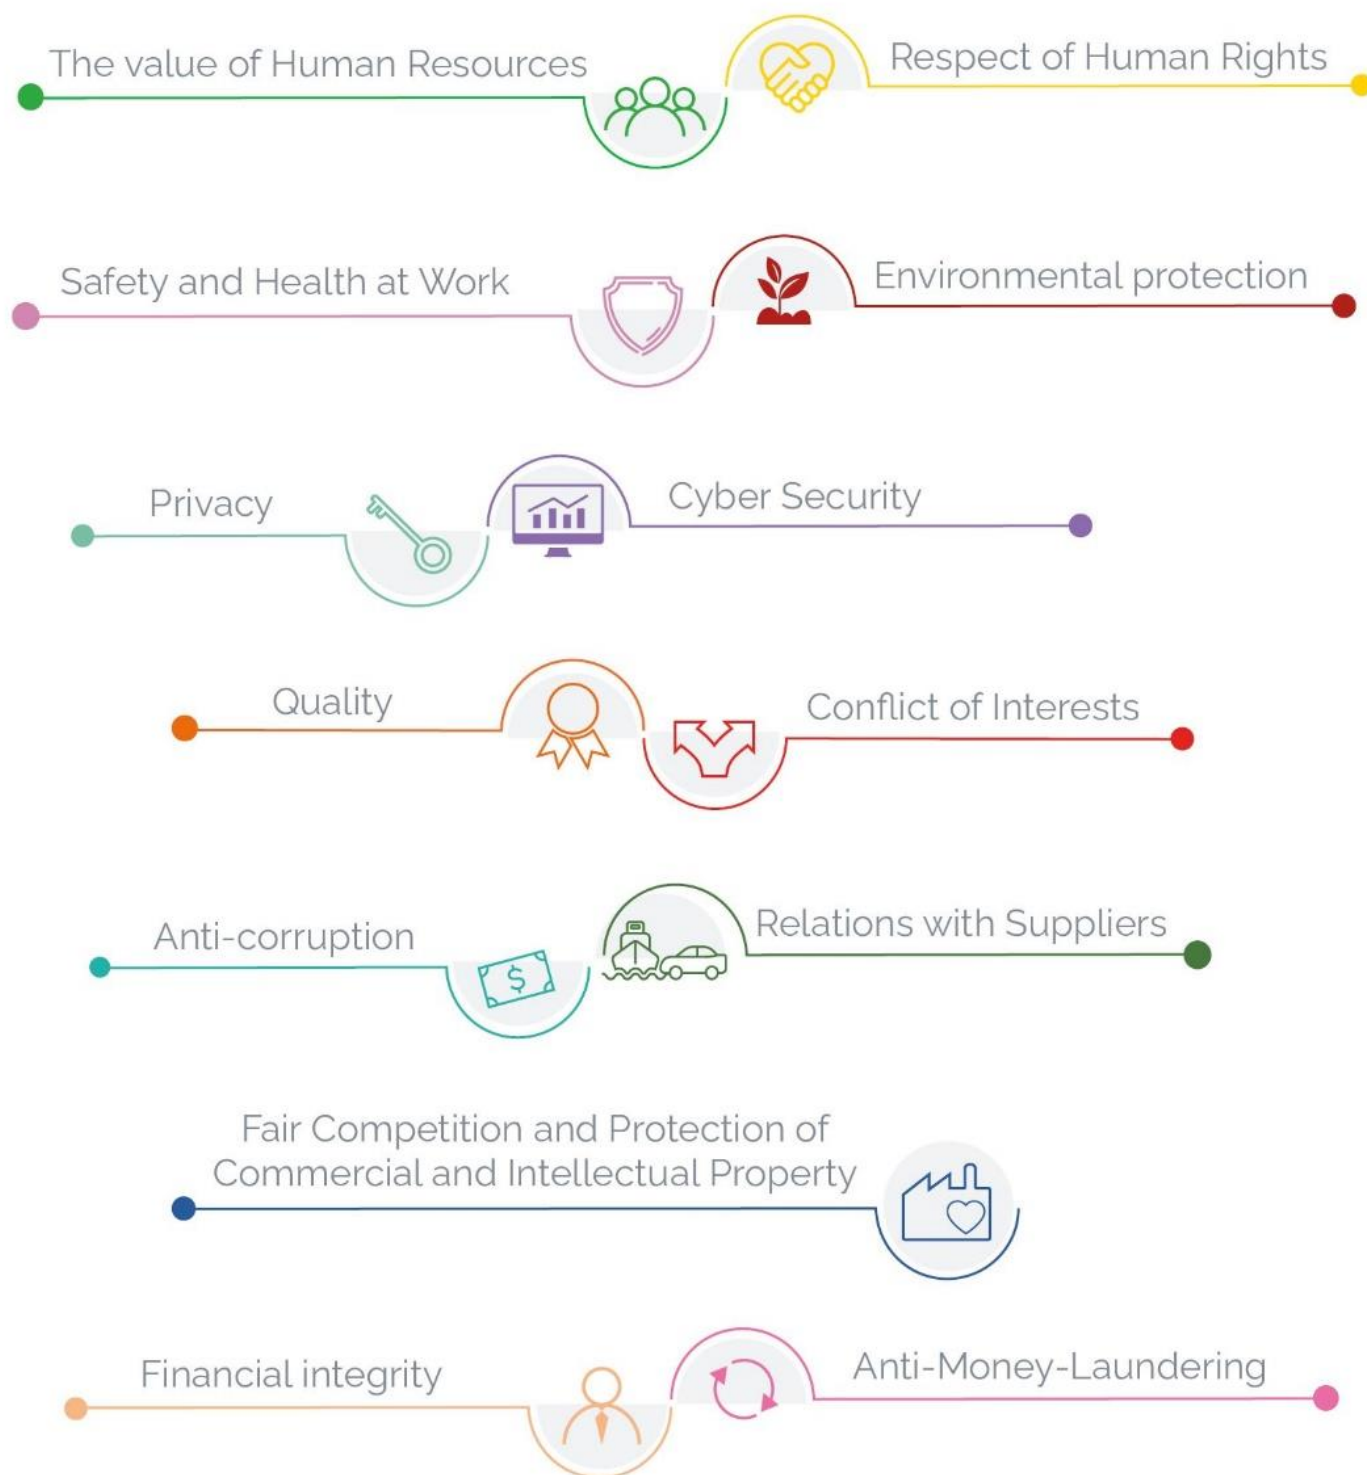 The value of Human Resources
Respect of Human Rights
Safety and Health at Work
Environmental protection
Privacy
Cyber Security
Quality
Conflict of Interests
Anti-corruption
$
Relations with Suppliers
Fair Competition and Protection of
Commercial and Intellectual Property
Financial integrity
Anti-Money-Laundering